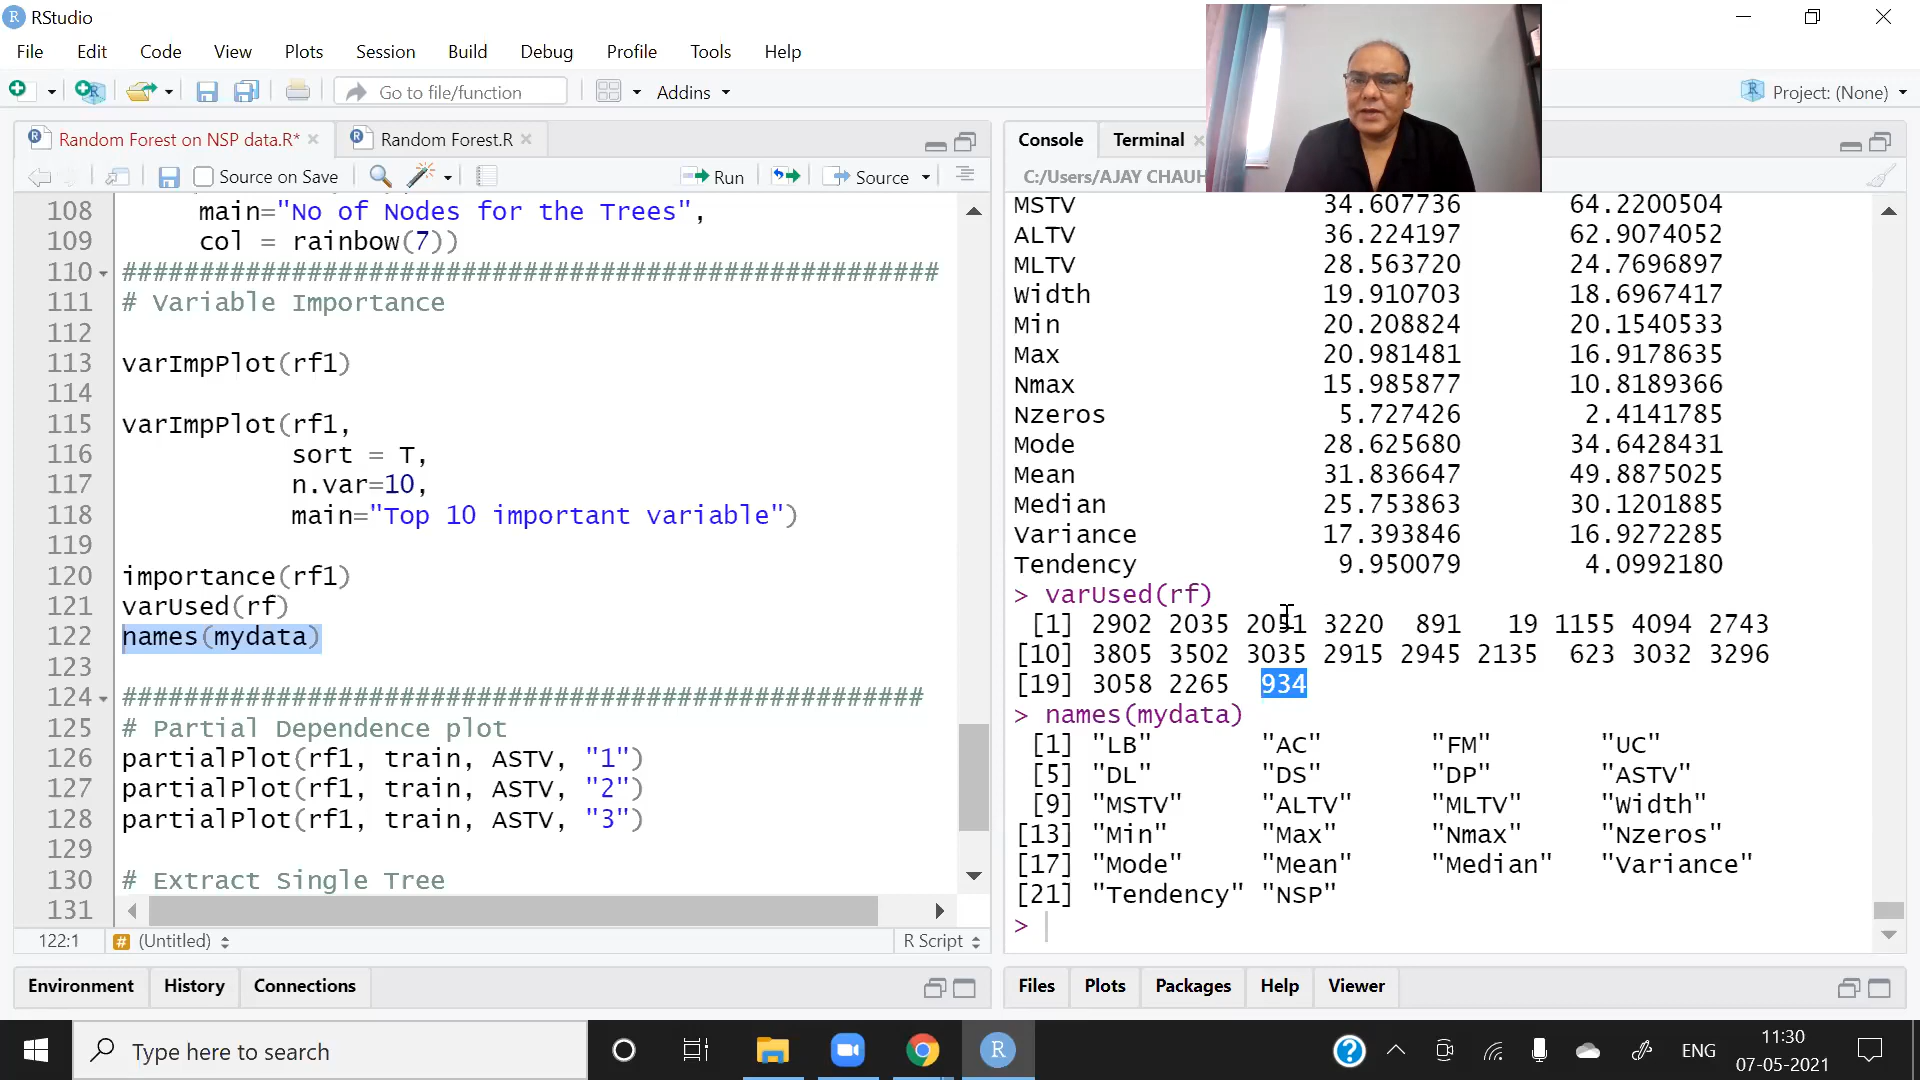 RStudio
File Edit Code View Plots Session Build Debug Profile Tools Help
Go to file/function Addins Project: (None)
Random Forest on NSP data.R* Random Forest.R
Source on Save Run Source
108 main="No of Nodes for the Trees",
109 col = rainbow(7))
110 #####################################################
111 # Variable Importance
112
113 varImpPlot(rf1)
114
115 varImpPlot(rf1,
116 sort = T,
117 n.var=10,
118 main="Top 10 important variable")
119
120 importance(rf1)
121 varUsed(rf)
122 names(mydata)
123
124 ####################################################
125 # Partial Dependence plot
126 partialPlot(rf1, train, ASTV, "1")
127 partialPlot(rf1, train, ASTV, "2")
128 partialPlot(rf1, train, ASTV, "3")
129
130 # Extract Single Tree
131
122:1 # (Untitled) R Script
Environment History Connections
Console Terminal
C:/Users/AJAY CHAUH
MSTV 34.607736 64.2200504
ALTV 36.224197 62.9074052
MLTV 28.563720 24.7696897
Width 19.910703 18.6967417
Min 20.208824 20.1540533
Max 20.981481 16.9178635
Nmax 15.985877 10.8189366
Nzeros 5.727426 2.4141785
Mode 28.625680 34.6428431
Mean 31.836647 49.8875025
Median 25.753863 30.1201885
Variance 17.393846 16.9272285
Tendency 9.950079 4.0992180
> varUsed(rf)
[1] 2902 2035 2051 3220 891 19 1155 4094 2743
[10] 3805 3502 3035 2915 2945 2135 623 3032 3296
[19] 3058 2265 934
> names(mydata)
[1] "LB" "AC" "FM" "UC"
[5] "DL" "DS" "DP" "ASTV"
[9] "MSTV" "ALTV" "MLTV" "Width"
[13] "Min" "Max" "Nmax" "Nzeros"
[17] "Mode" "Mean" "Median" "Variance"
[21] "Tendency" "NSP"
>
Files Plots Packages Help Viewer
Type here to search
ENG
11:30
07-05-2021